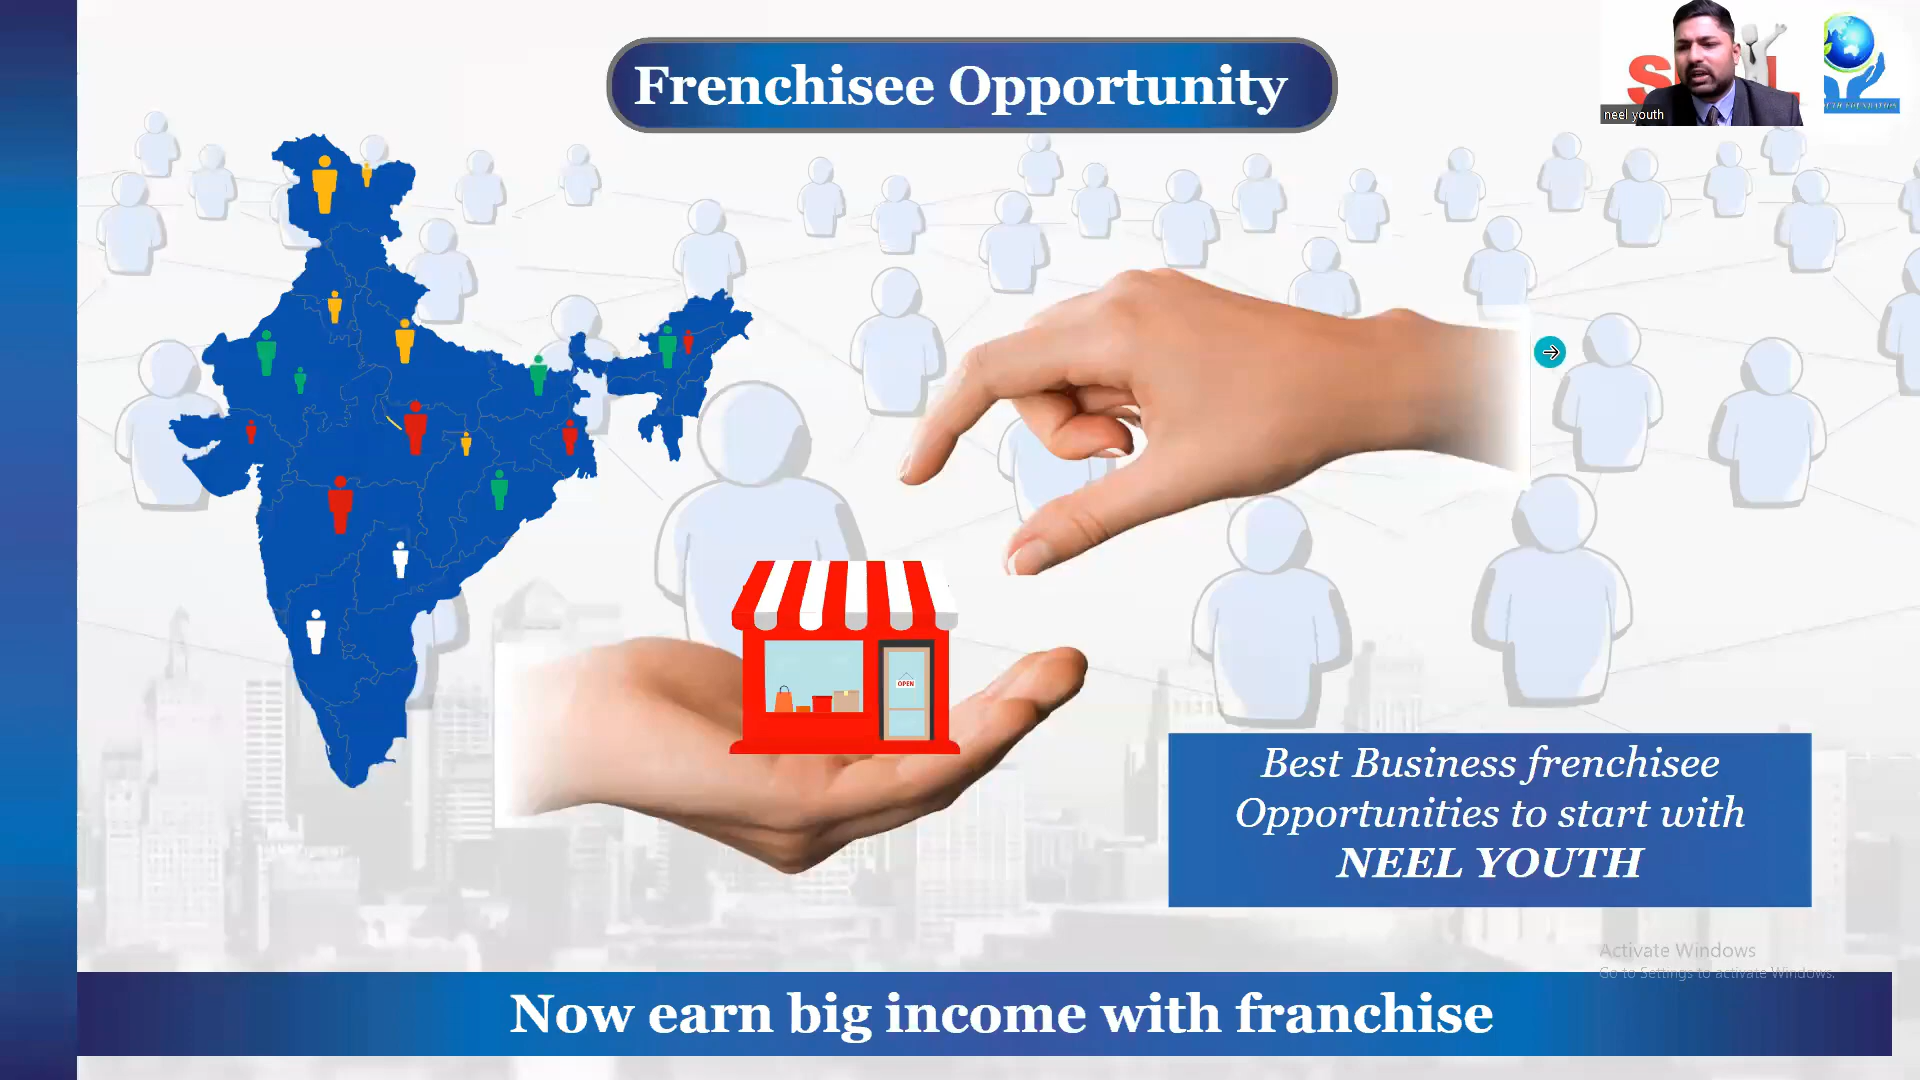 Frenchisee Opportunity
neel youth
OPEN
Best Business frenchisee
Opportunities to start with
NEEL YOUTH
Activate Windows
Go to Settings to activate Windows.
Now earn big income with franchise